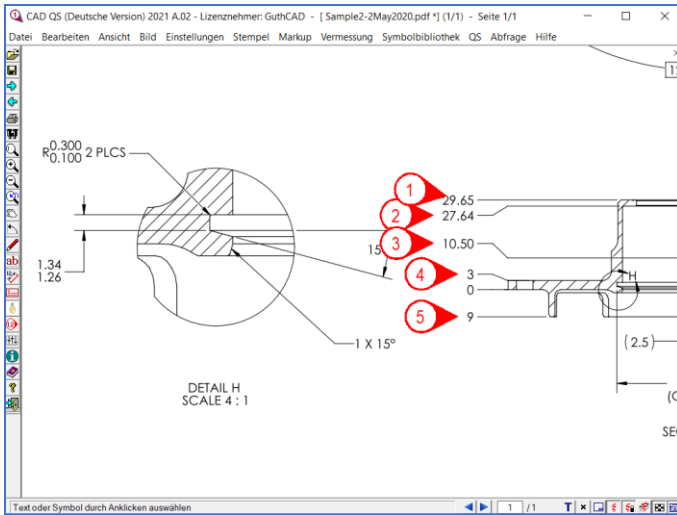 CAD QS (Deutsche Version) 2021 A.02 - Lizenznehmer: GuthCAD - [ Sample2-2May2020.pdf *] (1/1) - Seite 1/1
Datei Bearbeiten Ansicht Bild Einstellungen Stempel Markup Vermessung Symbolbibliothek QS Abfrage Hilfe
R0.300
0.100 2 PLCS
1.34
1.26
15
1 X 15°
DETAIL H
SCALE 4 : 1
1 29.65
2 27.64
3 10.50
4 3
0
5 9
H
(2.5)
Text oder Symbol durch Anklicken auswählen
1 /1